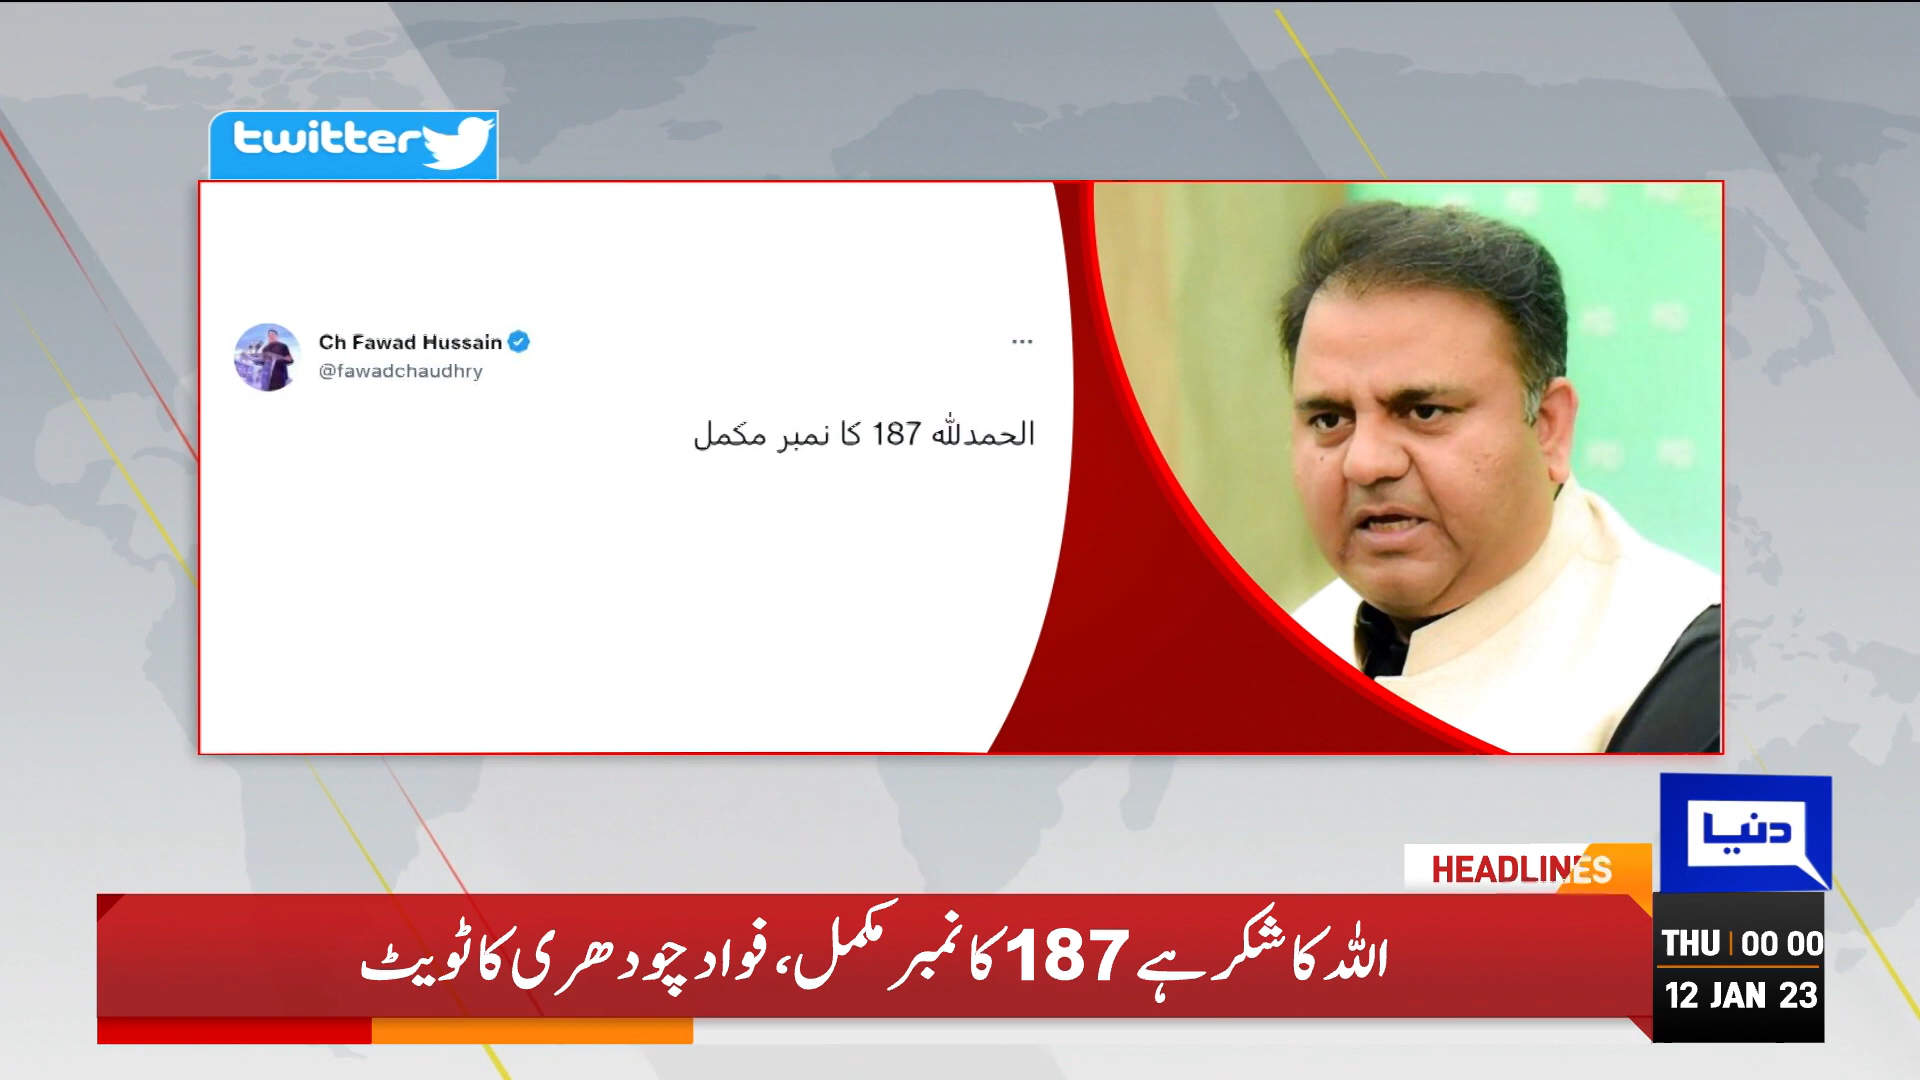 twitter
Ch Fawad Hussain
@fawadchaudhry
الحمدللہ 187 کا نمبر مکمل
دنیا
HEADLINES
اللہ کا شکر ہے 187 کا نمبر مکمل، فواد چودھری کا ٹویٹ
THU 00 00
12 JAN 23